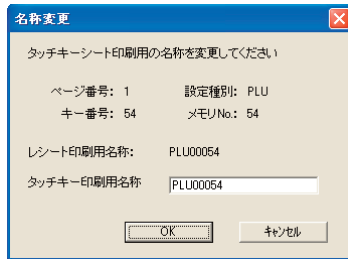 名称変更
タッチキーシート印刷用の名称を変更してください
ページ番号: 1 設定種別: PLU
キー番号: 54 メモリNo.: 54
レシート印刷用名称: PLU00054
タッチキー印刷用名称 PLU00054
OK キャンセル